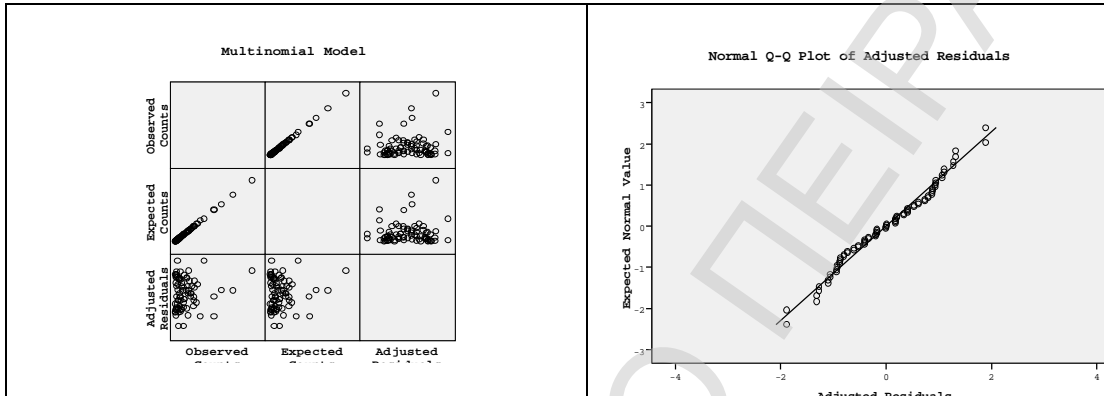 Multinomial Model
Observed
Counts
Expected
Counts
Adjusted
Residuals
Observed
Expected
Adjusted
Normal Q-Q Plot of Adjusted Residuals
Expected Normal Value
3
2
1
0
-1
-2
-3
-4
-2
0
2
4
Adjusted Residuals